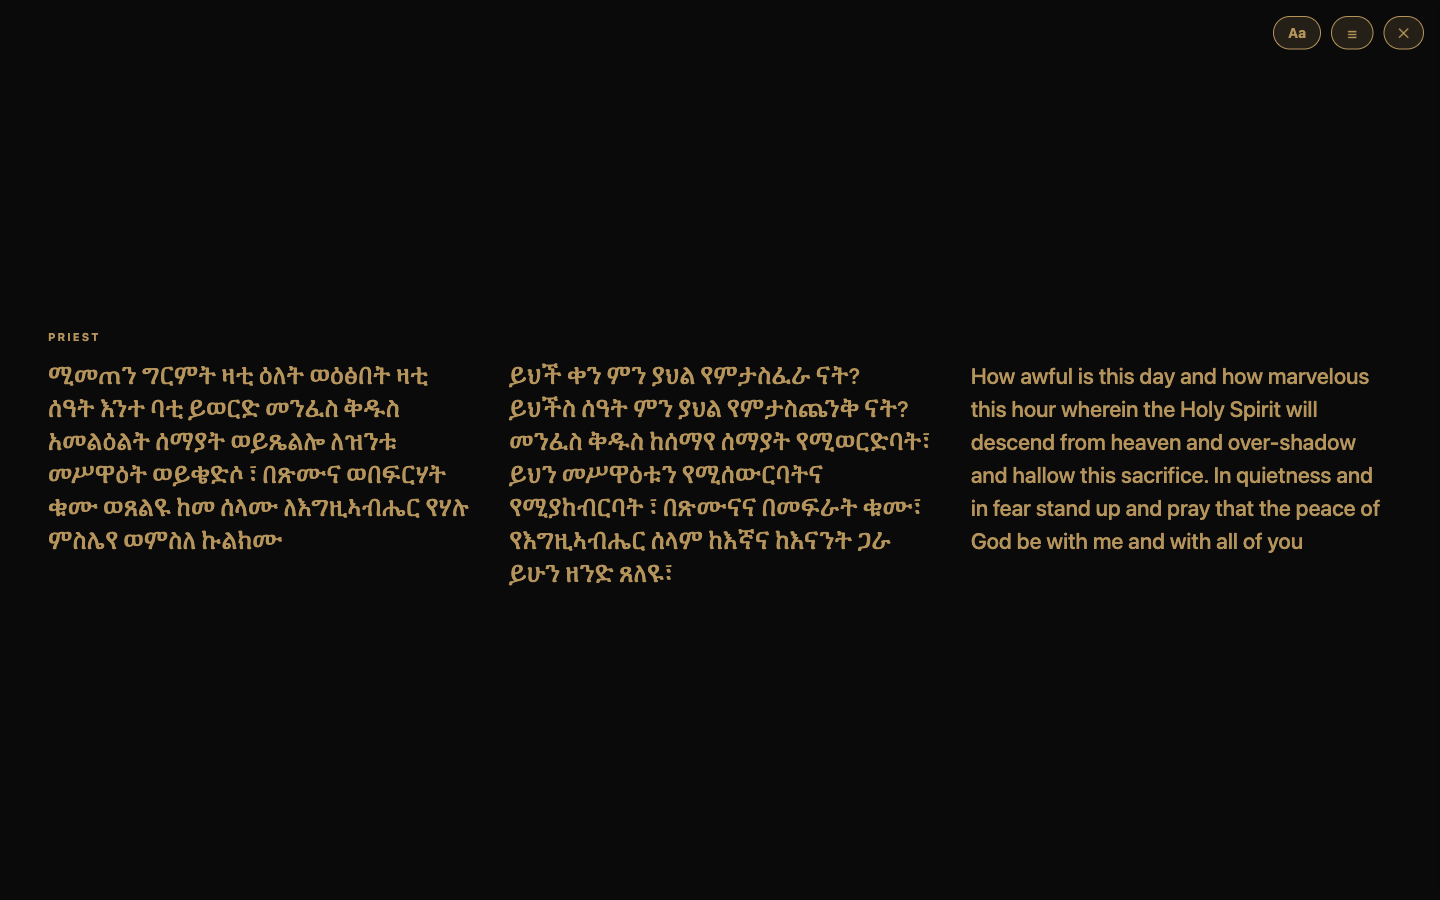 Aa
PRIEST
ሚመጠን ግርምት ዛቲ ዕለት ወዕፅበት ዛቲ
ሰዓት እንተ ባቲ ይወርድ መንፈስ ቅዱስ
አመልዕልት ሰማያት ወይጼልሎ ለዝንቱ
መሥዋዕት ወይቄድሶ ፣ በጽሙና ወበፍርሃት
ቁሙ ወጸልዩ ከመ ሰላሙ ለእግዚኣብሔር የሃሉ
ምስሌየ ወምስለ ኩልክሙ
ይህች ቀን ምን ያህል የምታስፈራ ናት?
ይህችስ ሰዓት ምን ያህል የምታስጨንቅ ናት?
መንፈስ ቅዱስ ከሰማየ ሰማያት የሚወርድባት፣
ይህን መሥዋዕቱን የሚሰውርባትና
የሚያከብርባት ፣ በጽሙናና በመፍራት ቁሙ፣
የእግዚኣብሔር ሰላም ከእኛና ከእናንት ጋራ
ይሁን ዘንድ ጸለዩ፣
How awful is this day and how marvelous
this hour wherein the Holy Spirit will
descend from heaven and over-shadow
and hallow this sacrifice. In quietness and
in fear stand up and pray that the peace of
God be with me and with all of you